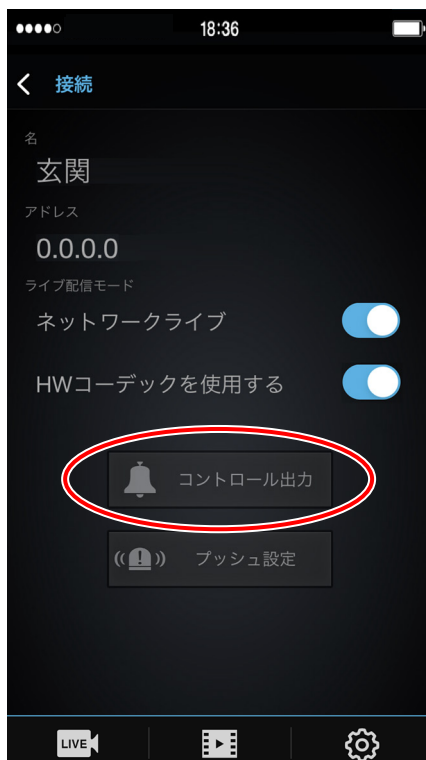 18:36
接続
名
玄関
アドレス
0.0.0.0
ライブ配信モード
ネットワークライブ
HWコーデックを使用する
コントロール出力
プッシュ設定
LIVE